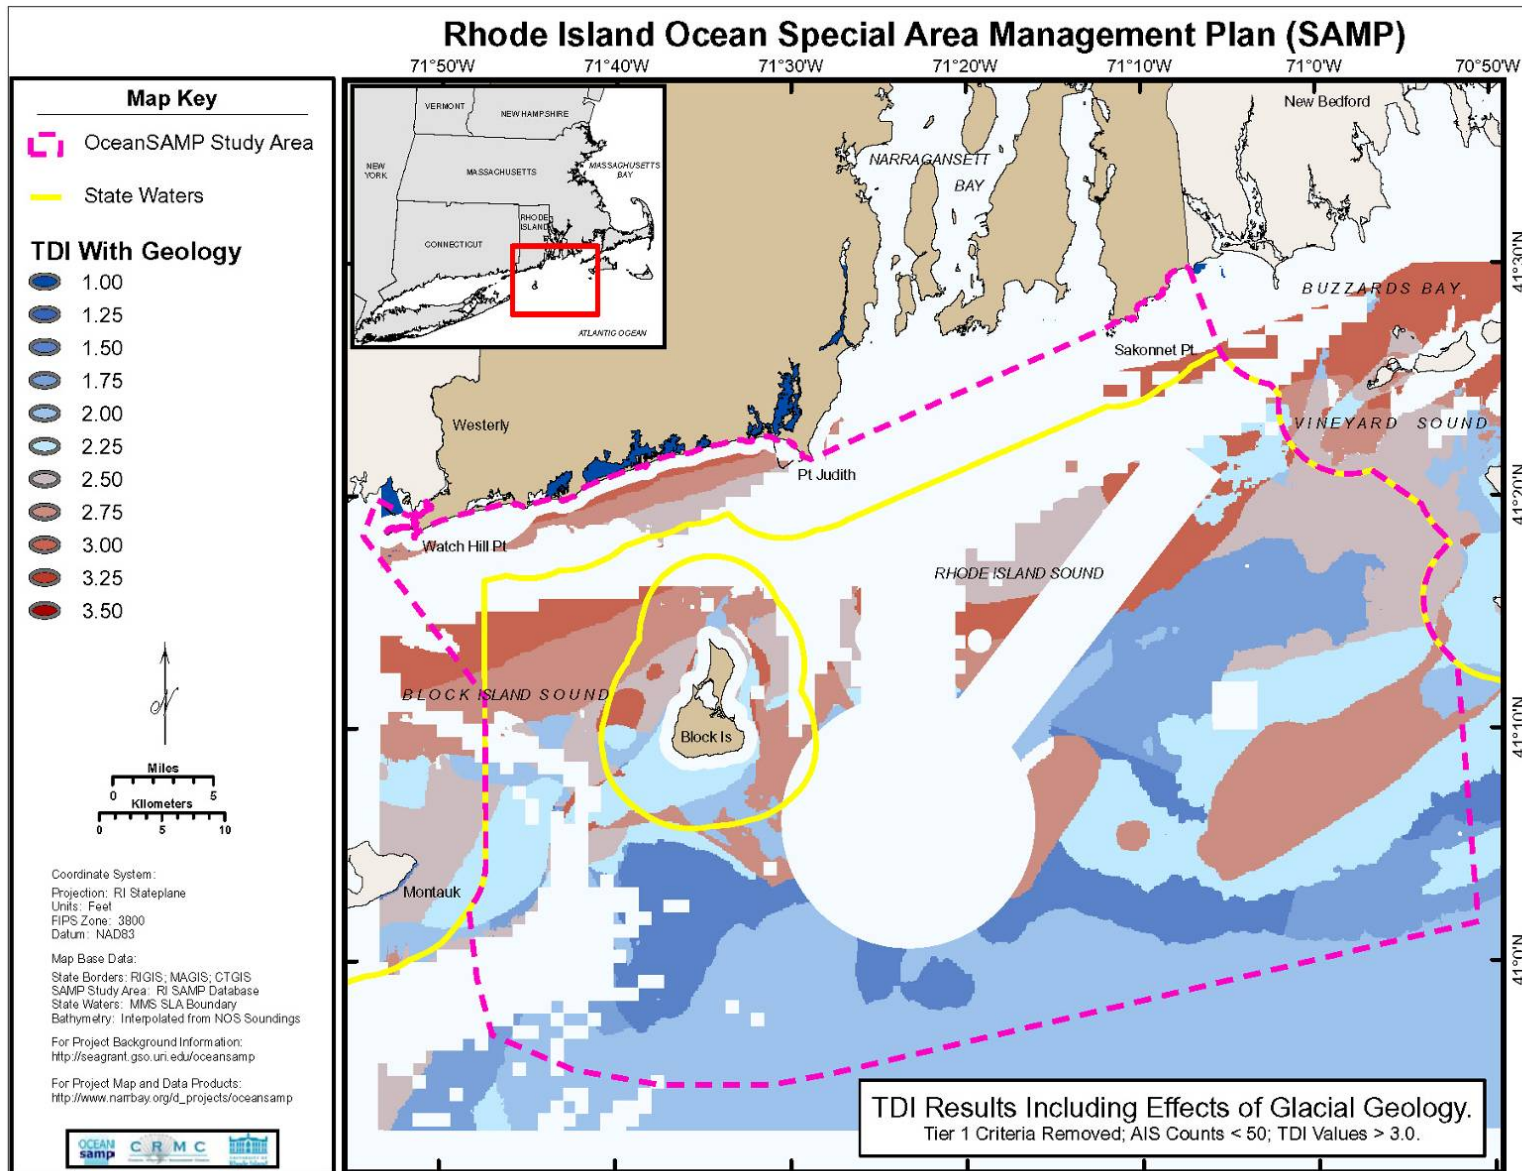 Rhode Island Ocean Special Area Management Plan (SAMP)
71°50'W 71°40'W 71°30'W 71°20'W 71°10'W 71°0'W 70°50'W
Map Key
OceanSAMP Study Area
State Waters
TDI With Geology
1.00
1.25
1.50
1.75
2.00
2.25
2.50
2.75
3.00
3.25
3.50
N
Miles
0 5
Kilometers
0 5 10
Coordinate System:
Projection: RI Stateplane
Units: Feet
FIPS Zone: 3800
Datum: NAD83
Map Base Data:
State Borders: RIGIS; MAGIS; CTGIS
SAMP Study Area: RI SAMP Database
State Waters: MMS SLA Boundary
Bathymetry: Interpolated from NOS Soundings
For Project Background Information:
http://seagrant.gso.uri.edu/oceansamp
For Project Map and Data Products:
http://www.narrbay.org/d_projects/oceansamp
OCEAN
samp
CRMC
VERMONT
NEW HAMPSHIRE
NEW
YORK
MASSACHUSETTS
MASSACHUSETTS
BAY
RHODE
ISLAND
CONNECTICUT
ATLANTIC OCEAN
New Bedford
NARRAGANSETT
BAY
BUZZARDS BAY
Sakonnet Pt.
Westerly
VINEYARD SOUND
Pt Judith
Watch Hill Pt
RHODE ISLAND SOUND
BLOCK ISLAND SOUND
Block Is
Montauk
41°30'N
41°20'N
41°10'N
41°0'N
TDI Results Including Effects of Glacial Geology.
Tier 1 Criteria Removed; AIS Counts < 50; TDI Values > 3.0.